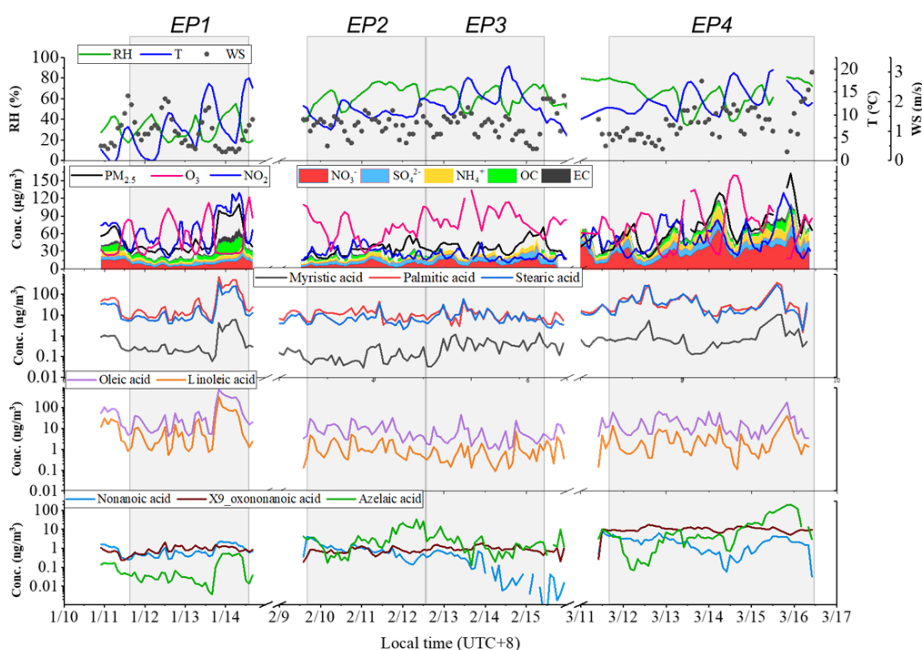 EP1 EP2 EP3 EP4
RH T WS
100
80
60
40
20
0
RH (%)
20
15
10
5
0
T (℃)
3
2
1
0
WS (m/s)
PM2.5 O3 NO2
NO3- SO42- NH4+ OC EC
150
120
90
60
30
0
Conc. (μg/m3)
Myristic acid Palmitic acid Stearic acid
100
10
1
0.1
0.01
Conc. (ng/m3)
Oleic acid Linoleic acid
100
10
1
0.1
0.01
Conc. (ng/m3)
Nonanoic acid X9_oxononanoic acid Azelaic acid
100
10
1
0.1
0.01
Conc. (ng/m3)
1/10 1/11 1/12 1/13 1/14 2/9 2/10 2/11 2/12 2/13 2/14 2/15 3/11 3/12 3/13 3/14 3/15 3/16 3/17
Local time (UTC+8)